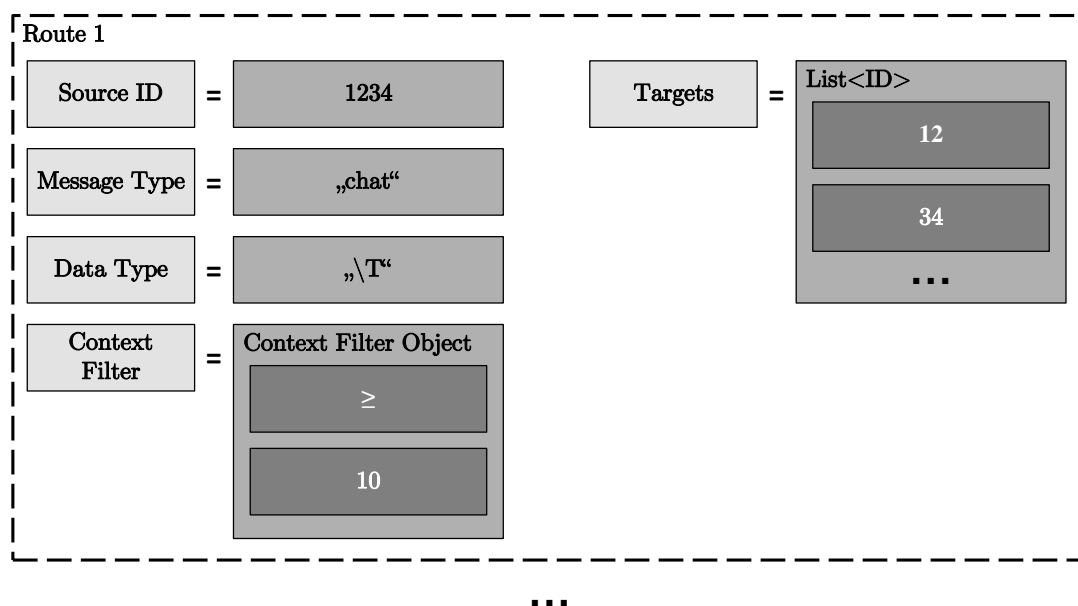 Route 1
Source ID = 1234
Message Type = „chat“
Data Type = „\T“
Context
Filter
=
Context Filter Object
≥
10
Targets =
List<ID>
12
34
...
...